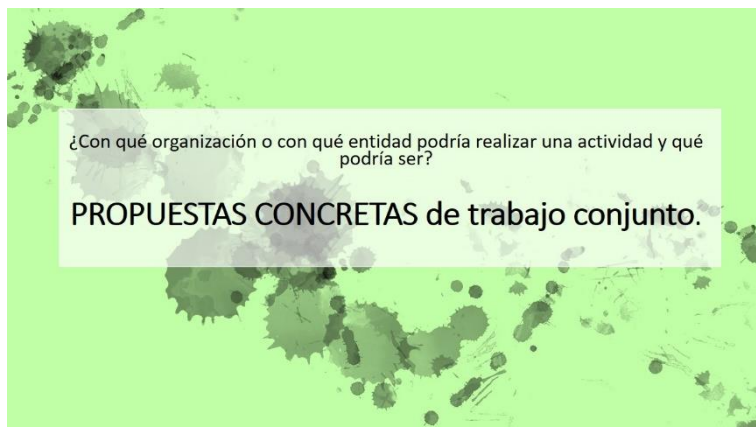 ¿Con qué organización o con qué entidad podría realizar una actividad y qué
podría ser?
PROPUESTAS CONCRETAS de trabajo conjunto.